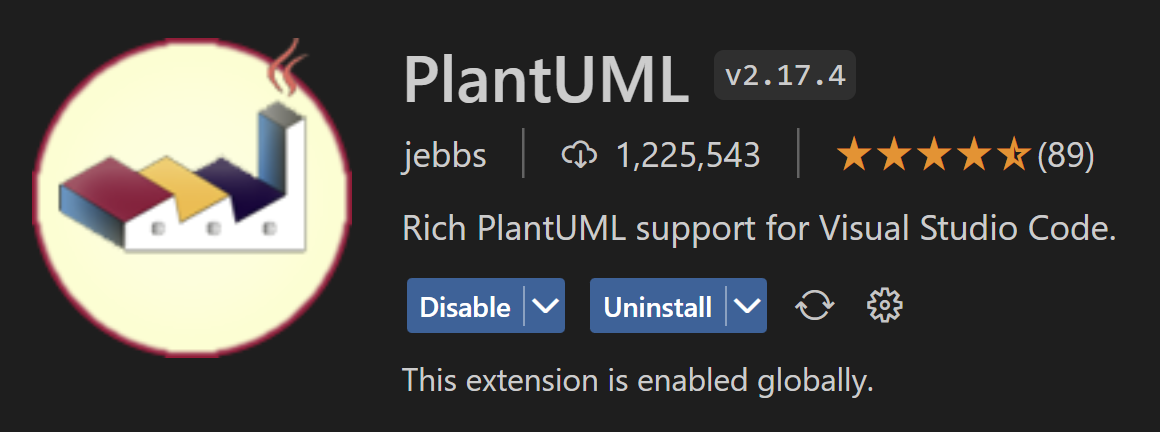 PlantUML v2.17.4
jebbs 1,225,543 (89)
Rich PlantUML support for Visual Studio Code.
Disable Uninstall
This extension is enabled globally.